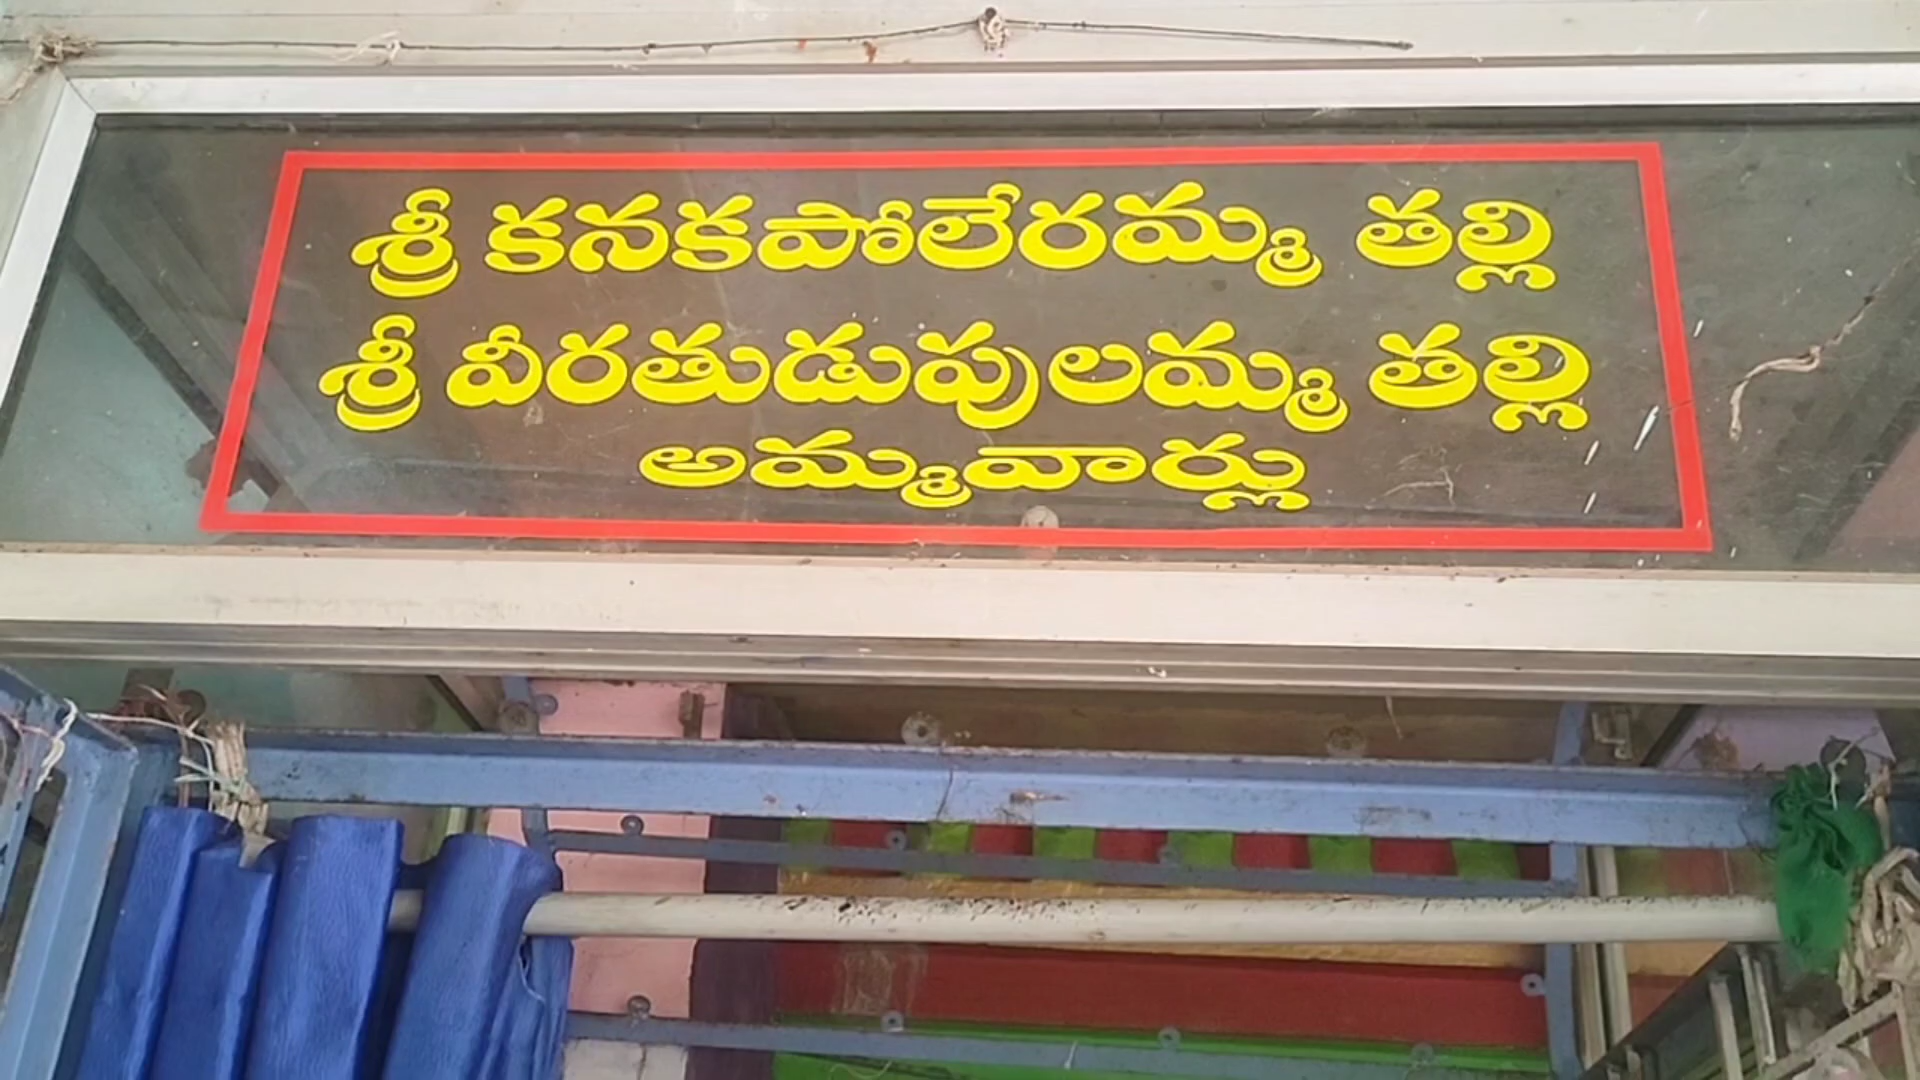 శ్రీ కనకపోలేరమ్మ తల్లి
శ్రీ వీరతుడుపులమ్మ తల్లి
అమ్మవార్లు